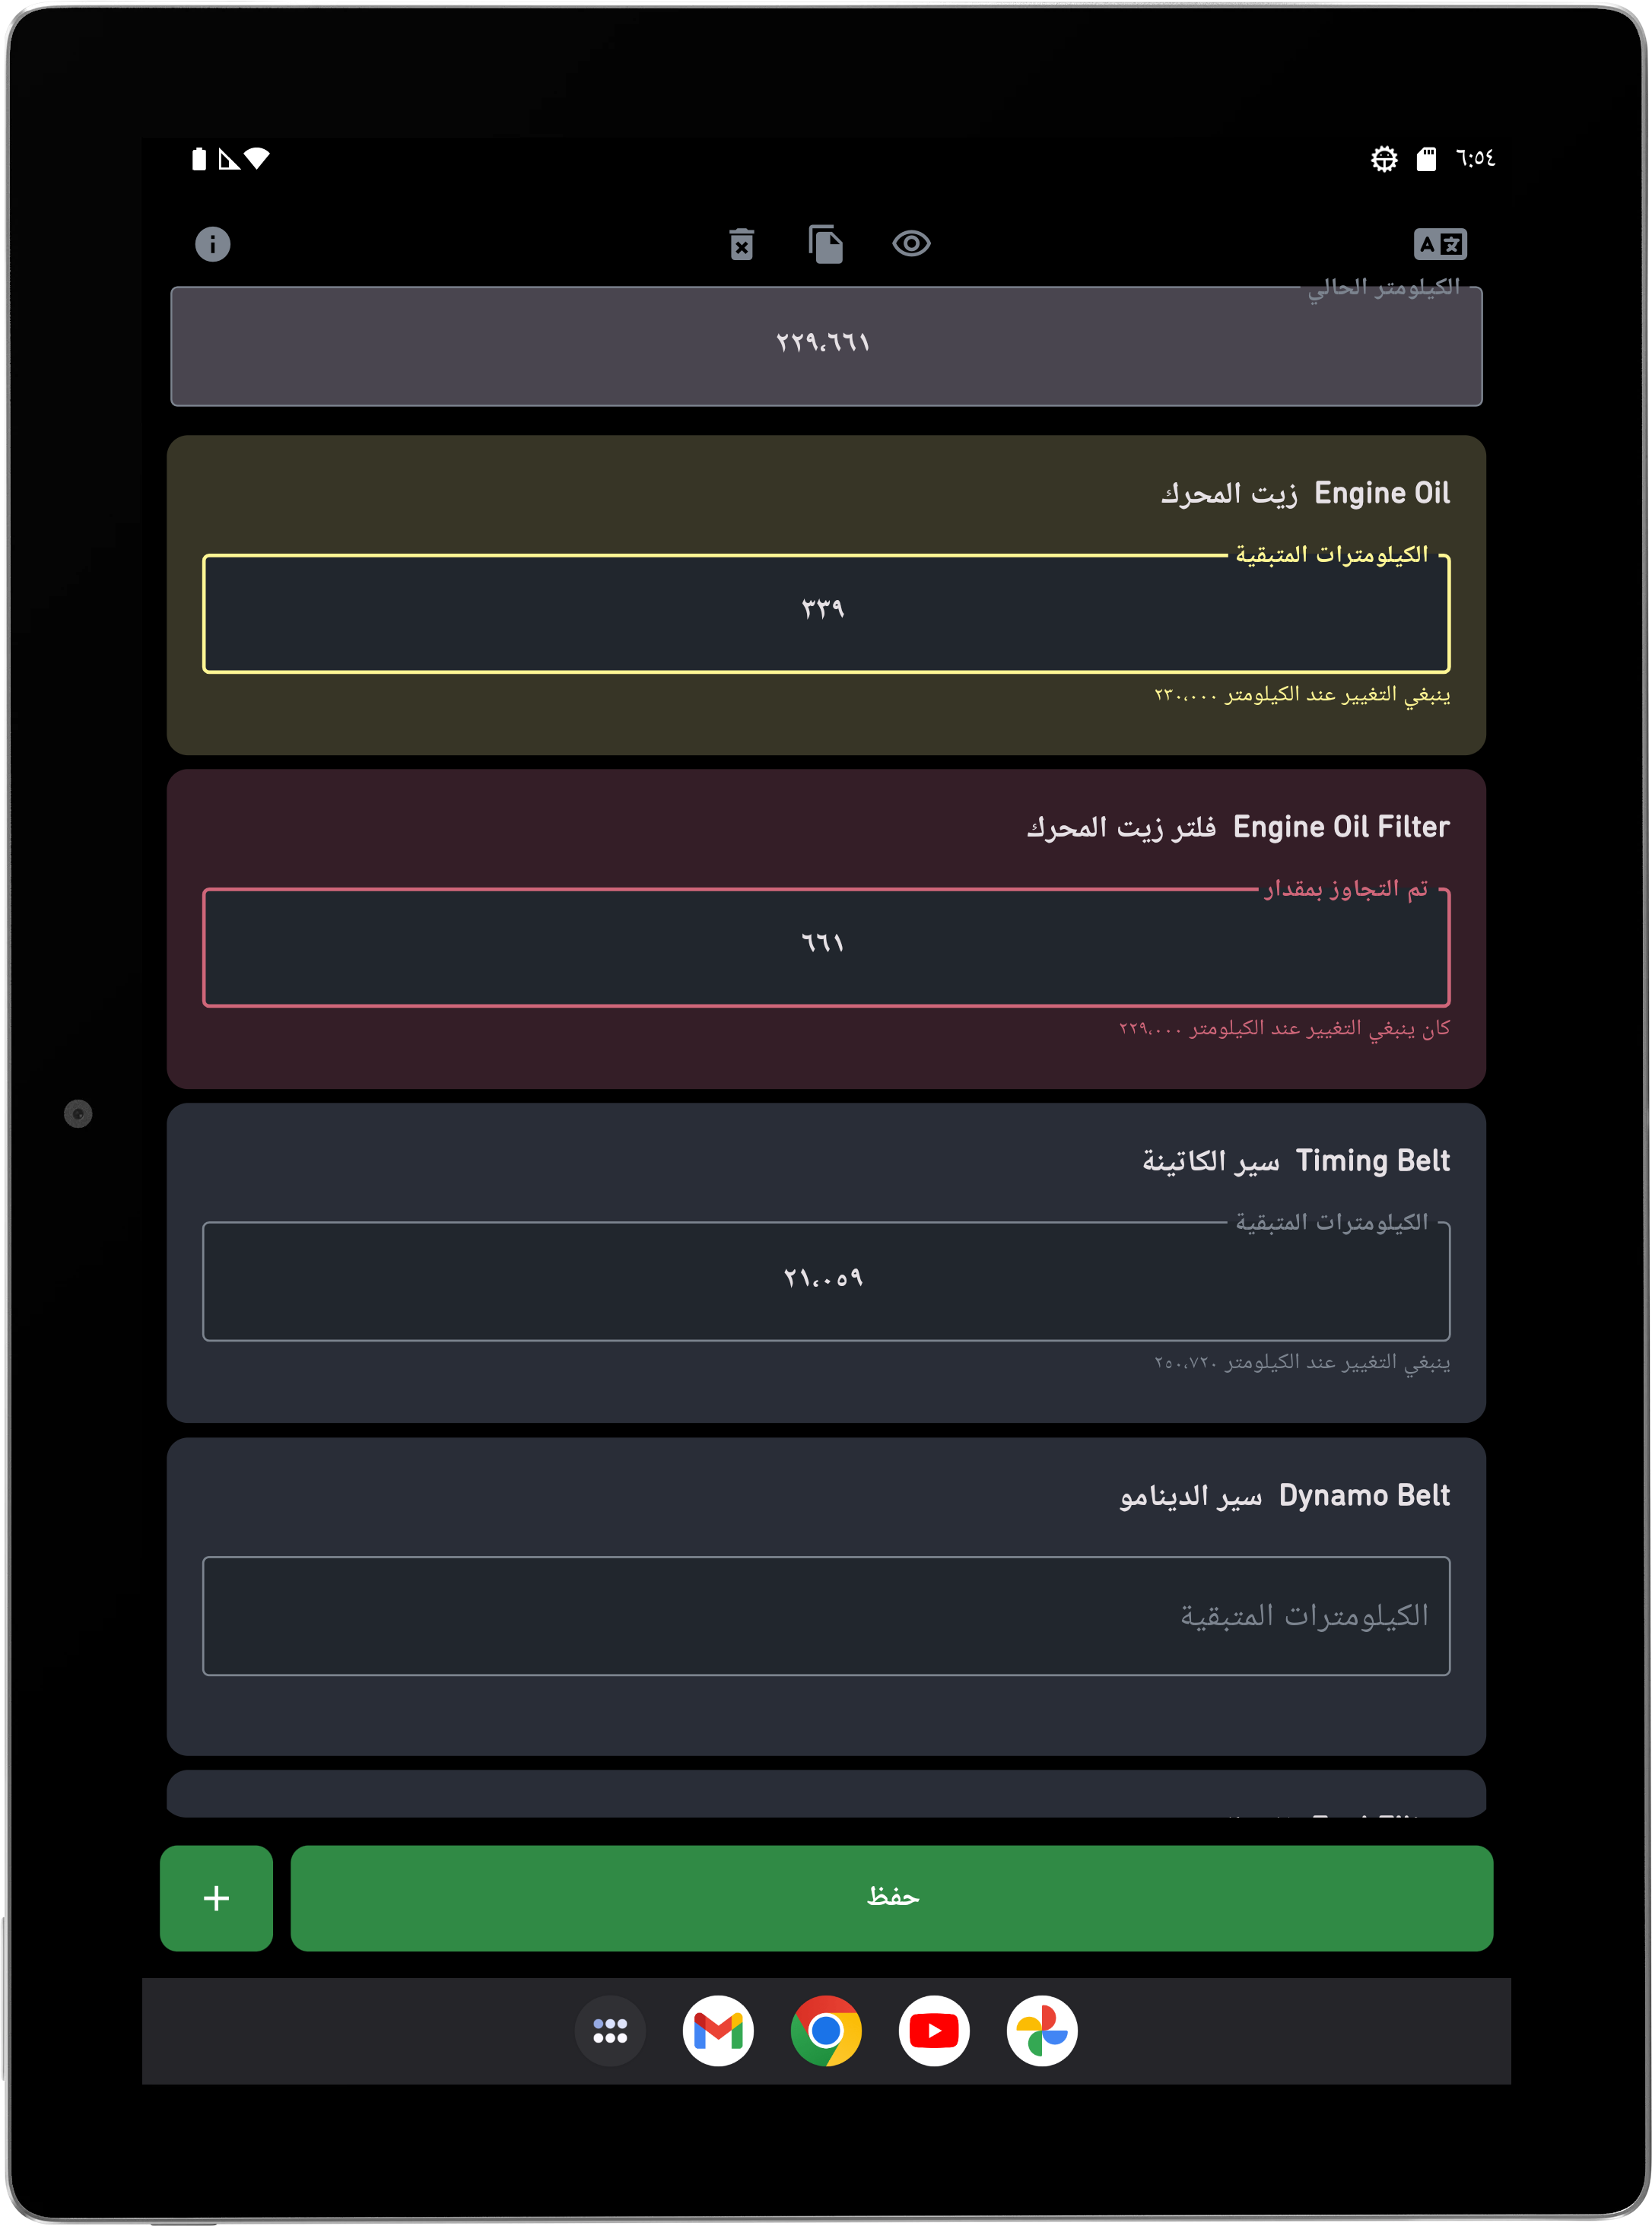 ٦:٥٤
الكيلومتر الحالي
٢٢٩،٦٦١
Engine Oil زيت المحرك
الكيلومترات المتبقية
٣٣٩
ينبغي التغيير عند الكيلومتر ٢٣٠،٠٠٠
Engine Oil Filter فلتر زيت المحرك
تم التجاوز بمقدار
٦٦١
كان ينبغي التغيير عند الكيلومتر ٢٢٩،٠٠٠
Timing Belt سير الكاتينة
الكيلومترات المتبقية
٢١،٠٥٩
ينبغي التغيير عند الكيلومتر ٢٥٠،٧٢٠
Dynamo Belt سير الدينامو
الكيلومترات المتبقية
+
حفظ